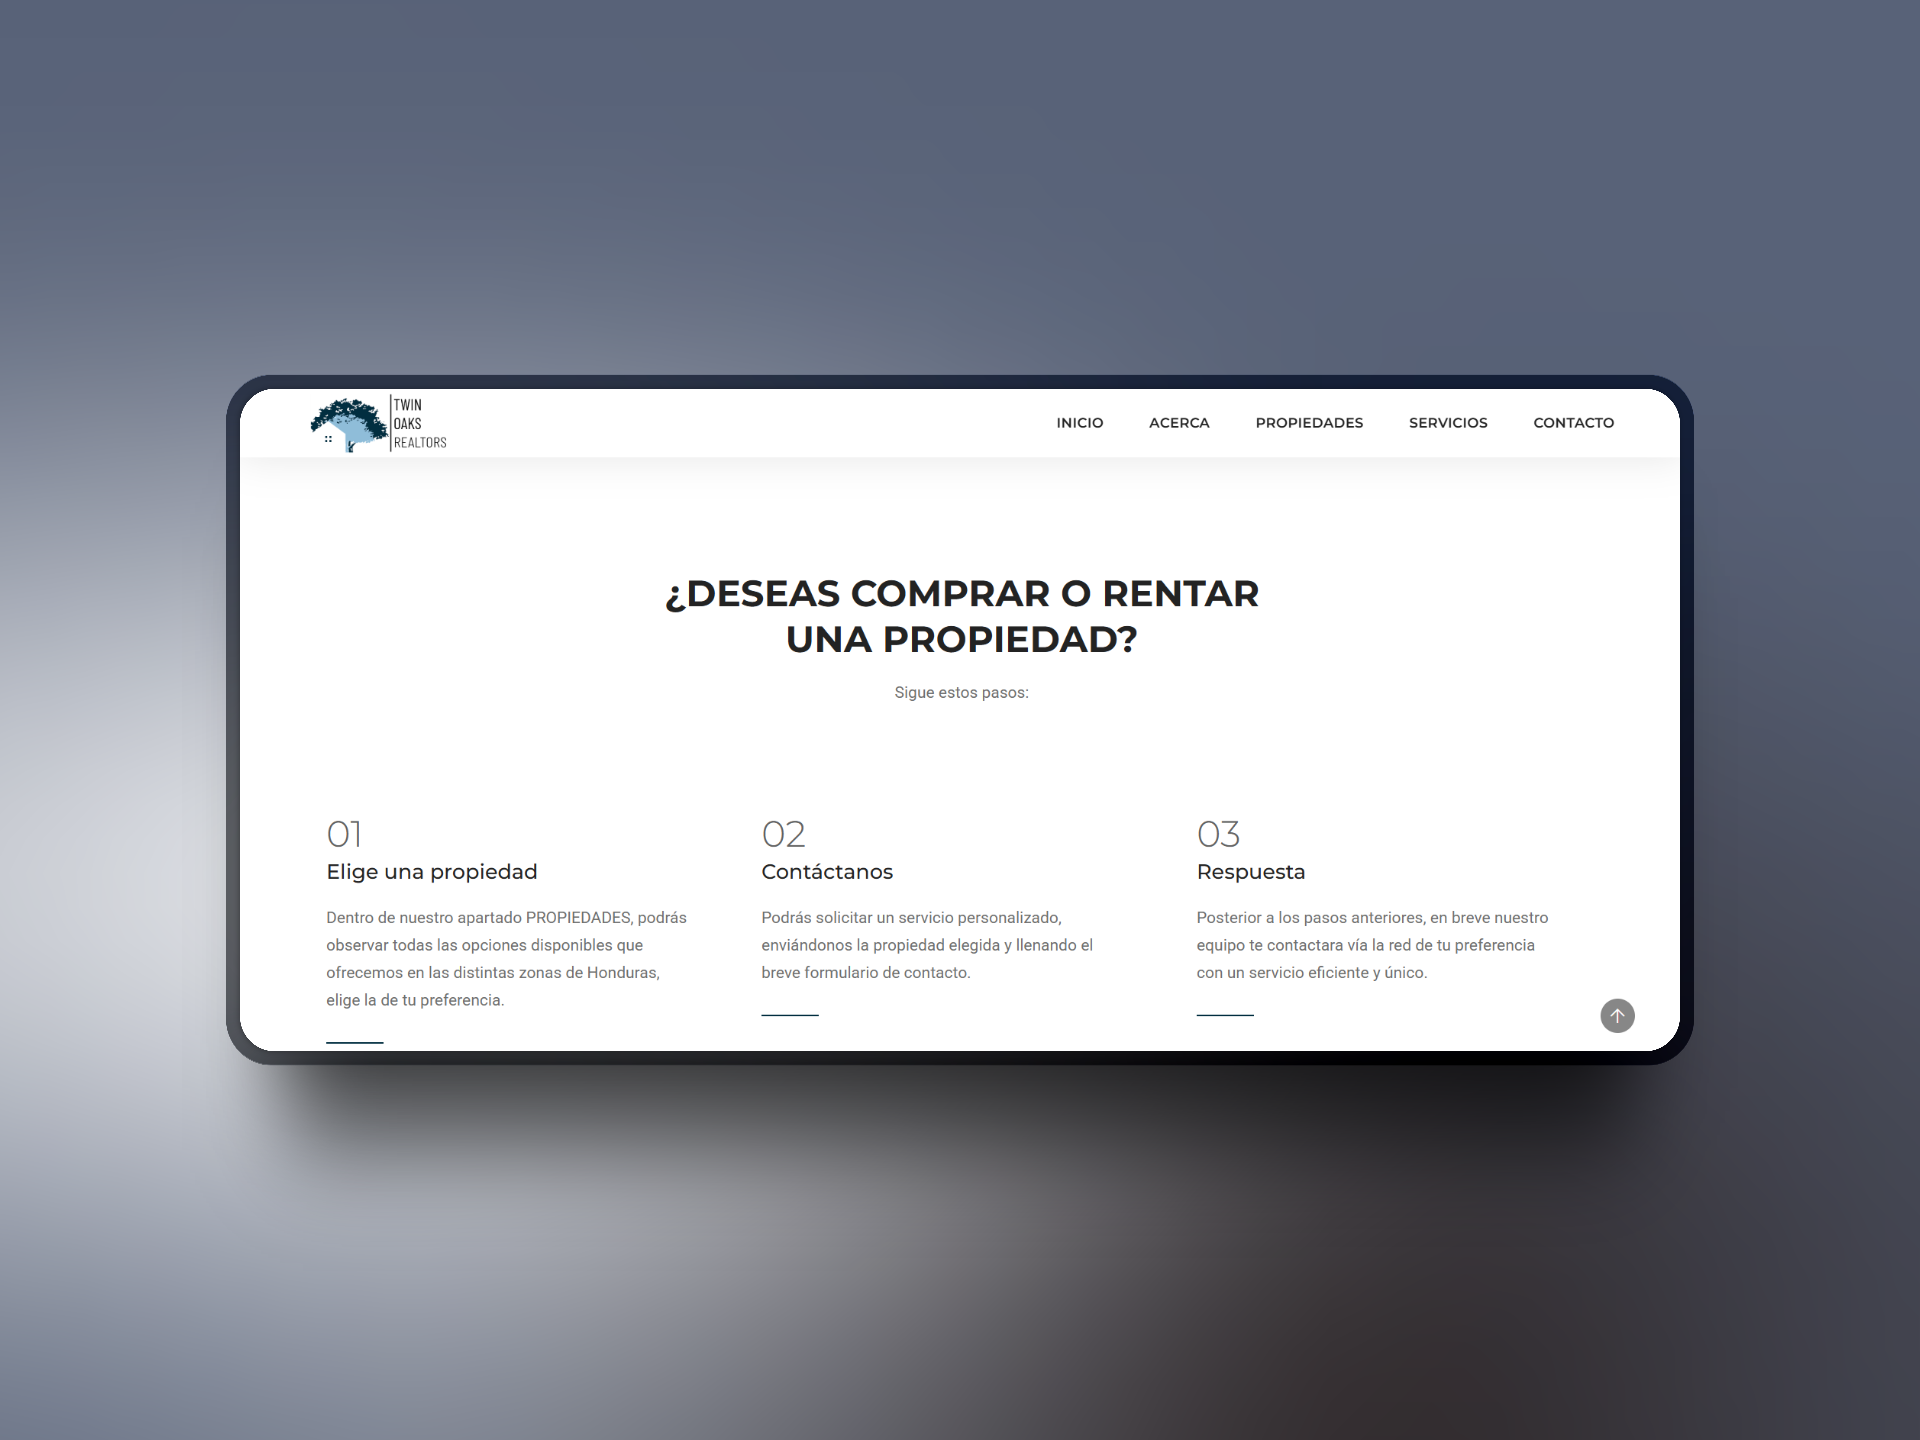 TWIN
OAKS
REALTORS
INICIO ACERCA PROPIEDADES SERVICIOS CONTACTO
¿DESEAS COMPRAR O RENTAR
UNA PROPIEDAD?
Sigue estos pasos:
01
Elige una propiedad
Dentro de nuestro apartado PROPIEDADES, podrás
observar todas las opciones disponibles que
ofrecemos en las distintas zonas de Honduras,
elige la de tu preferencia.
02
Contáctanos
Podrás solicitar un servicio personalizado,
enviándonos la propiedad elegida y llenando el
breve formulario de contacto.
03
Respuesta
Posterior a los pasos anteriores, en breve nuestro
equipo te contactara vía la red de tu preferencia
con un servicio eficiente y único.